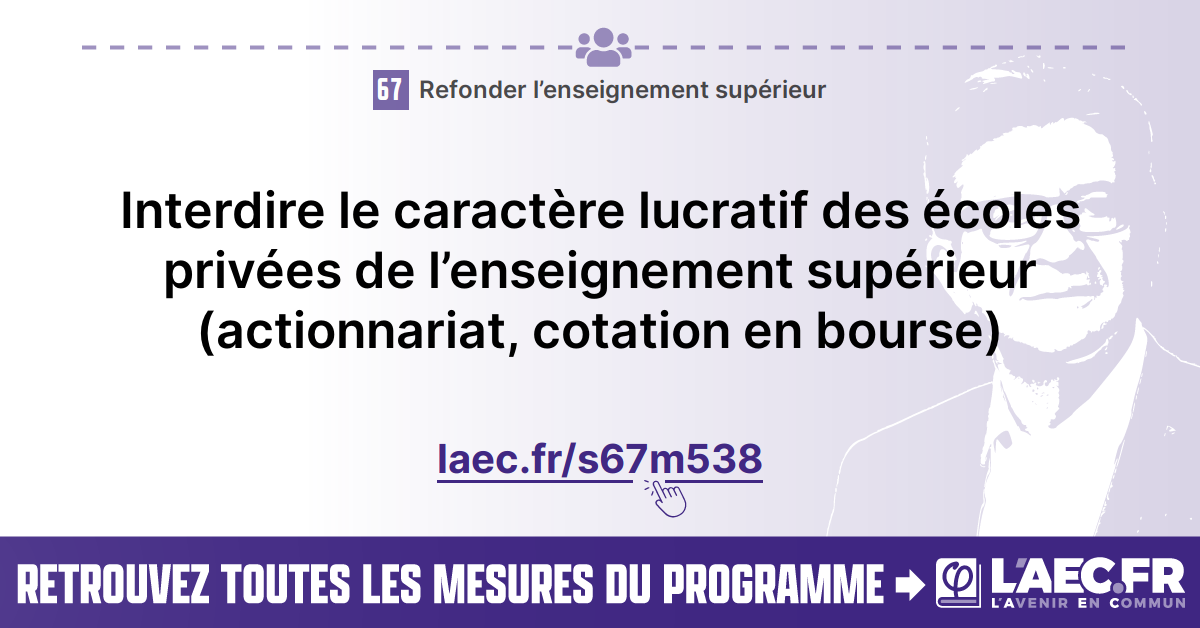 67 Refonder l’enseignement supérieur
Interdire le caractère lucratif des écoles
privées de l’enseignement supérieur
(actionnariat, cotation en bourse)
laec.fr/s67m538
RETROUVEZ TOUTES LES MESURES DU PROGRAMME
φ L'AEC.FR
L'AVENIR EN COMMUN